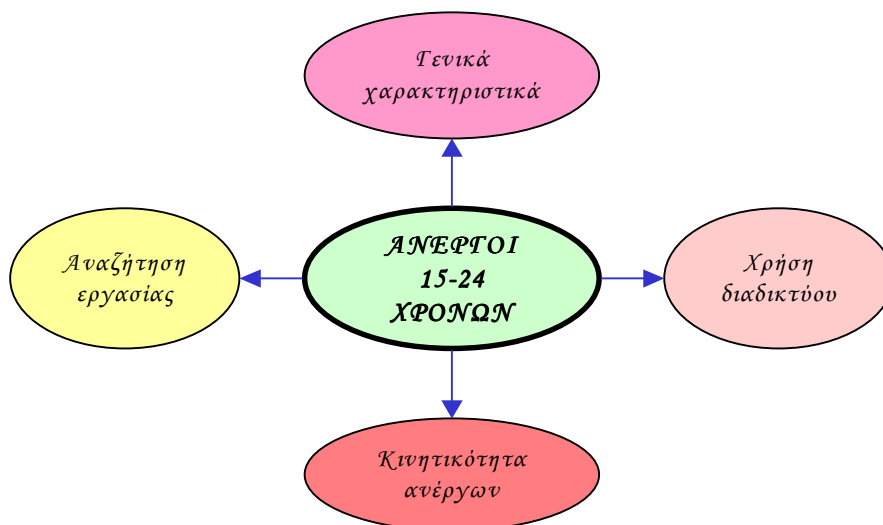 Γενικά
χαρακτηριστικά
Αναζήτηση
εργασίας
ΑΝΕΡΓΟΙ
15-24
ΧΡΟΝΩΝ
Χρήση
διαδικτύου
Κινητικότητα
ανέργων